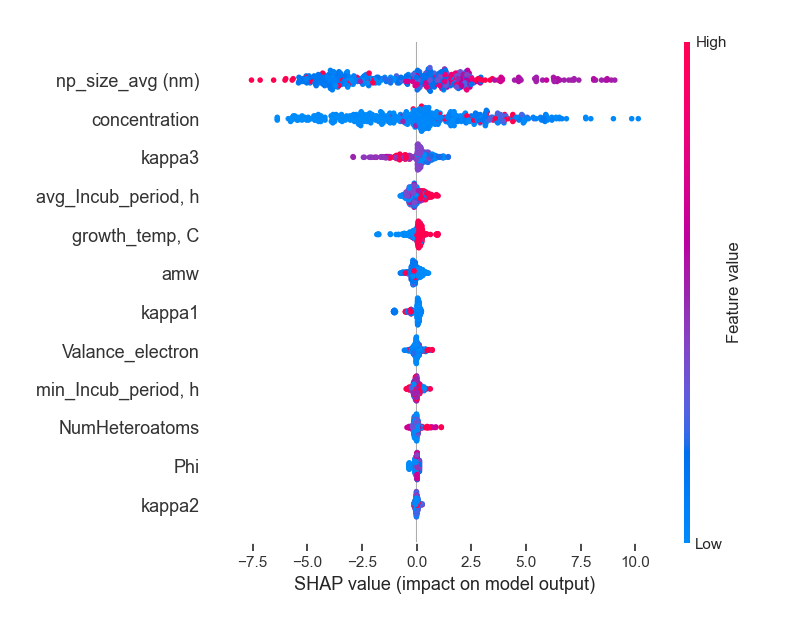 High
np_size_avg (nm)
concentration
kappa3
avg_Incub_period, h
growth_temp, C
amw
kappa1
Valance_electron
min_Incub_period, h
NumHeteroatoms
Phi
kappa2
Feature value
Low
−7.5 −5.0 −2.5 0.0 2.5 5.0 7.5 10.0
SHAP value (impact on model output)